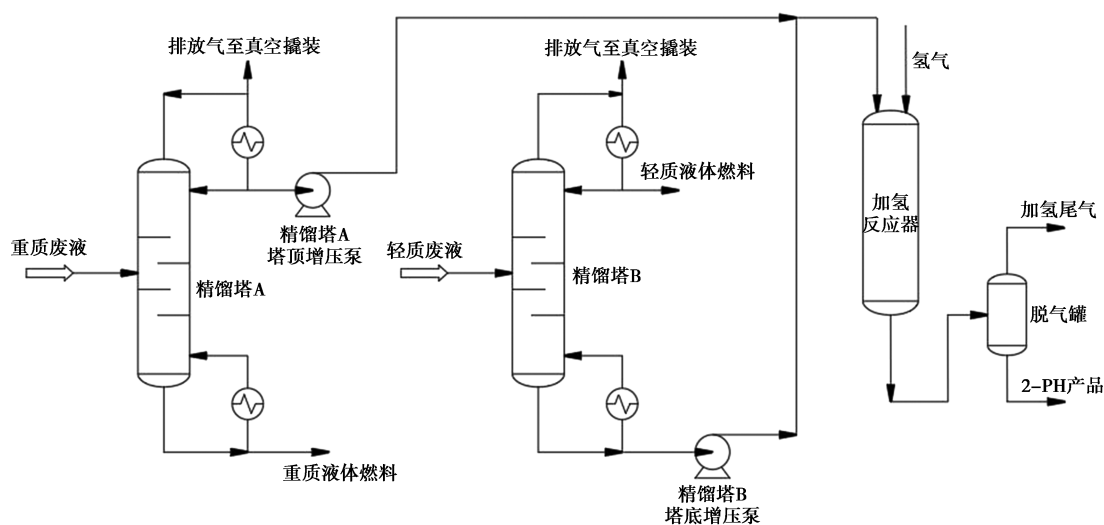 排放气至真空撬装
排放气至真空撬装
氢气
轻质液体燃料
加氢
反应器
精馏塔A
塔顶增压泵
加氢尾气
重质废液
轻质废液
精馏塔A
精馏塔B
脱气罐
2-PH产品
重质液体燃料
精馏塔B
塔底增压泵